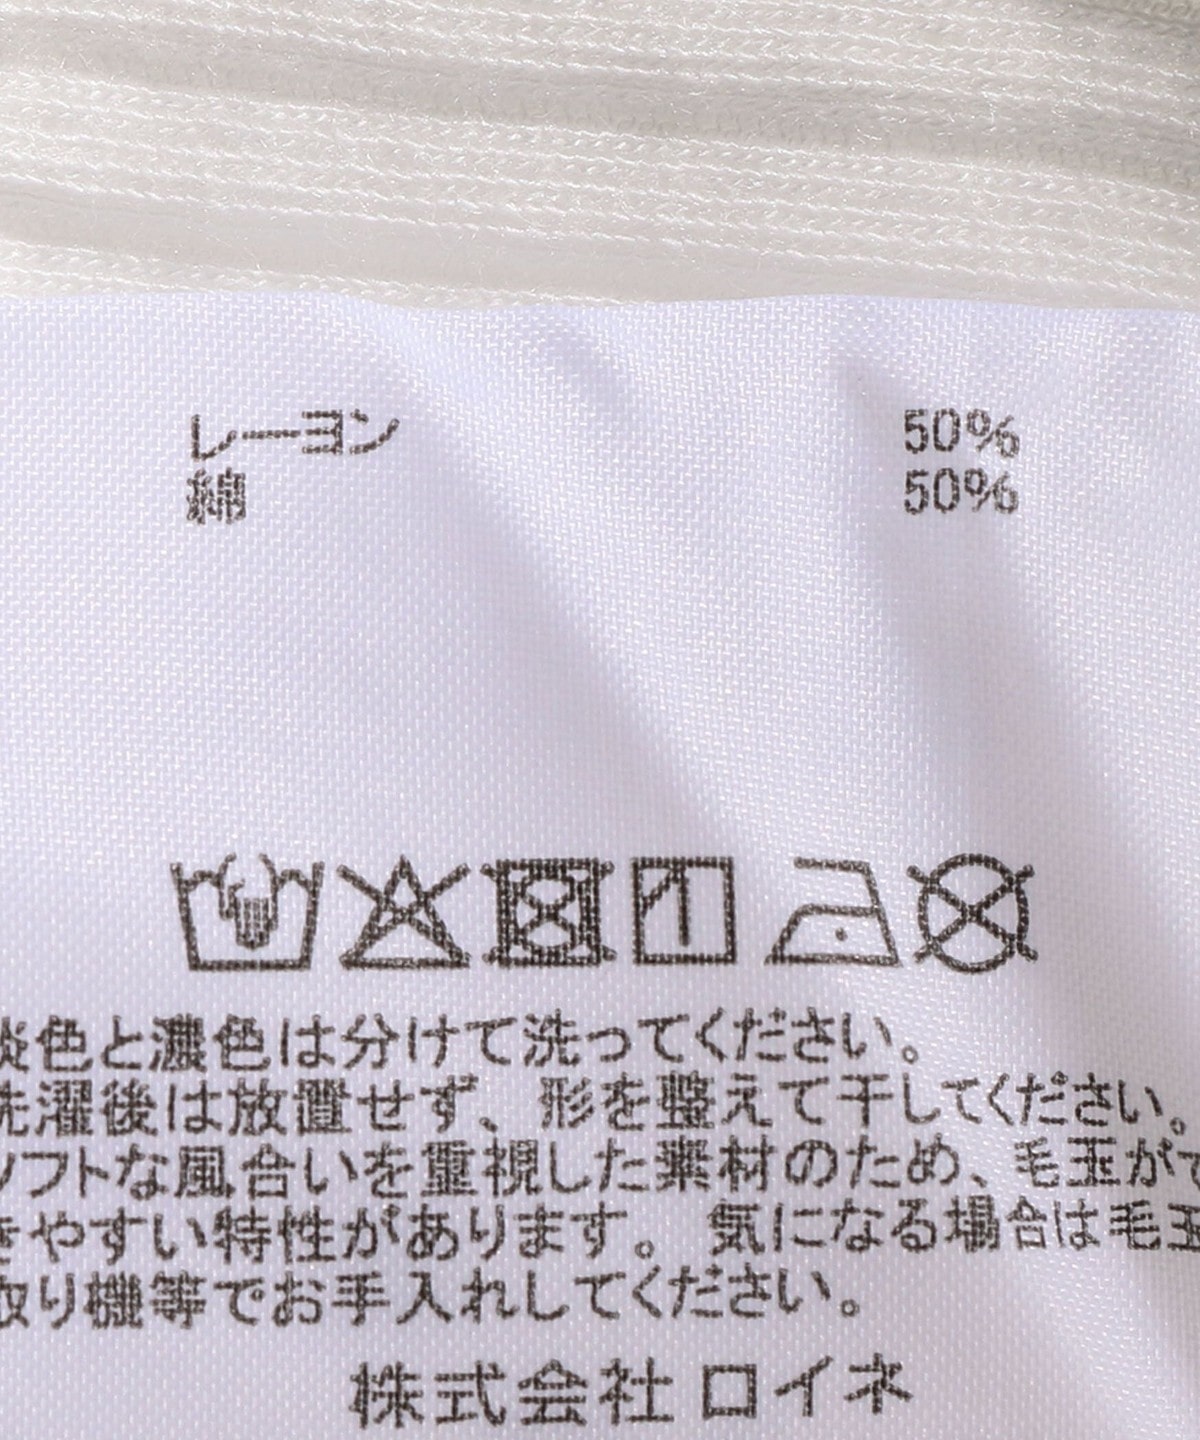 レーヨン 50%
綿 50%
淡色と濃色は分けて洗ってください。
洗濯後は放置せず、形を整えて干してください。
ソフトな風合いを重視した素材のため、毛玉がで
きやすい特性があります。気になる場合は毛玉
取り機等でお手入れしてください。
株式会社ロイネ